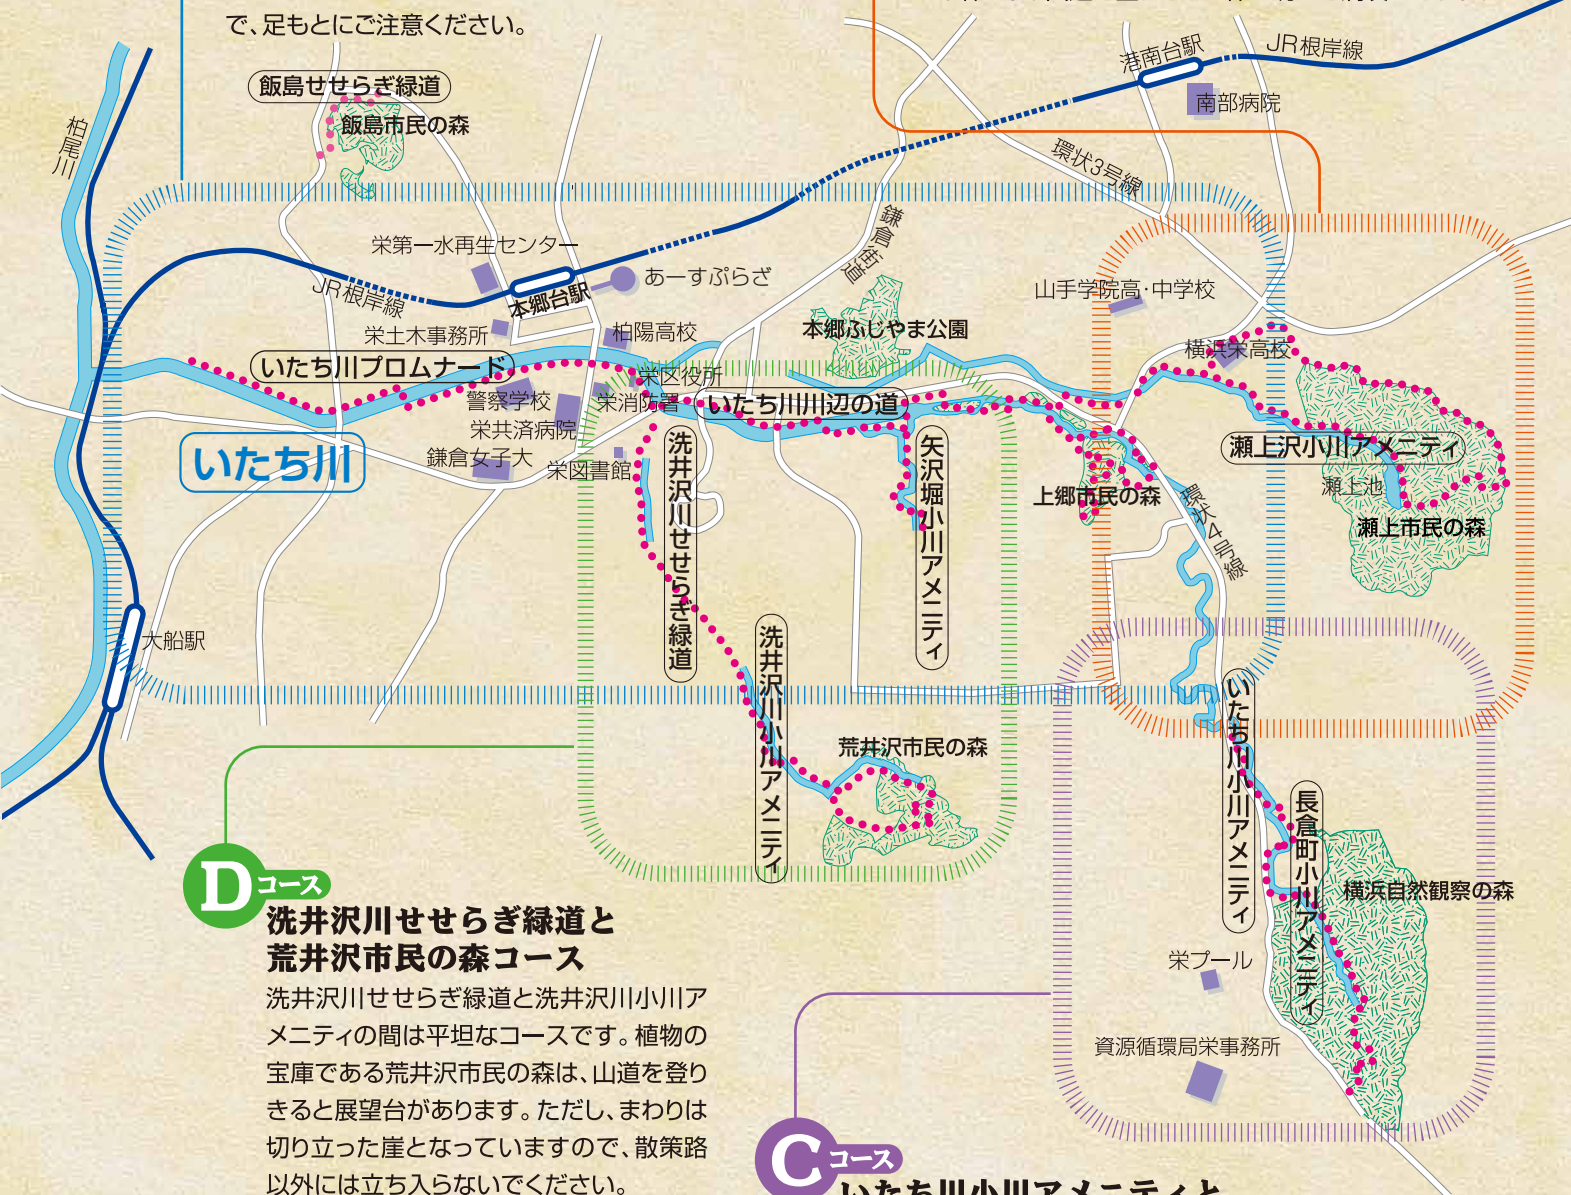 で、足もとにご注意ください。
飯島せせらぎ緑道
飯島市民の森
柏尾川
港南台駅
JR根岸線
南部病院
環状3号線
鎌倉街道
栄第一水再生センター
あーすぷらざ
JR根岸線
本郷台駅
山手学院高・中学校
栄土木事務所
柏陽高校
本郷ふじやま公園
横浜栄高校
いたち川プロムナード
栄区役所
警察学校
栄消防署
いたち川川辺の道
栄共済病院
鎌倉女子大
栄図書館
いたち川
洗井沢川せせらぎ緑道
矢沢堀小川アメニティ
上郷市民の森
環状4号線
瀬上沢小川アメニティ
瀬上池
瀬上市民の森
大船駅
洗井沢川小川アメニティ
荒井沢市民の森
いたち川小川アメニティ
長倉町小川アメニティ
横浜自然観察の森
栄プール
資源循環局栄事務所
Dコース
洗井沢川せせらぎ緑道と
荒井沢市民の森コース
洗井沢川せせらぎ緑道と洗井沢川小川ア
メニティの間は平坦なコースです。植物の
宝庫である荒井沢市民の森は、山道を登り
きると展望台があります。ただし、まわりは
切り立った崖となっていますので、散策路
以外には立ち入らないでください。
Cコース
いたち川小川アメニティと